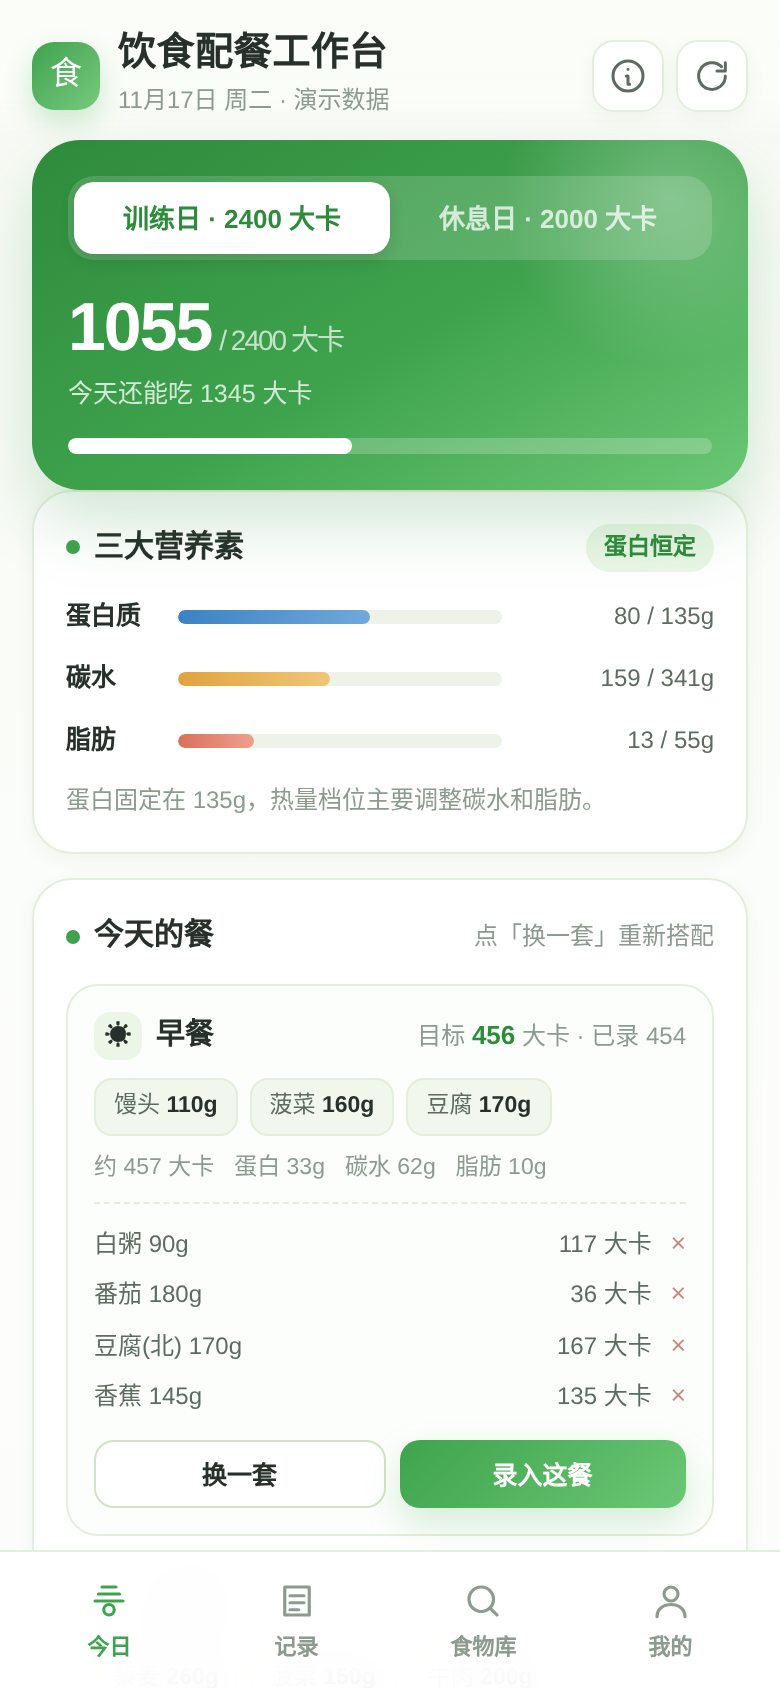 食
饮食配餐工作台
11月17日 周二 · 演示数据
训练日 · 2400 大卡
休息日 · 2000 大卡
1055 / 2400 大卡
今天还能吃 1345 大卡
三大营养素
蛋白恒定
蛋白质
80 / 135g
碳水
159 / 341g
脂肪
13 / 55g
蛋白固定在 135g，热量档位主要调整碳水和脂肪。
今天的餐
点「换一套」重新搭配
早餐
目标 456 大卡 · 已录 454
馒头 110g
菠菜 160g
豆腐 170g
约 457 大卡 蛋白 33g 碳水 62g 脂肪 10g
白粥 90g
117 大卡 ×
番茄 180g
36 大卡 ×
豆腐(北) 170g
167 大卡 ×
香蕉 145g
135 大卡 ×
换一套
录入这餐
今日
记录
食物库
我的